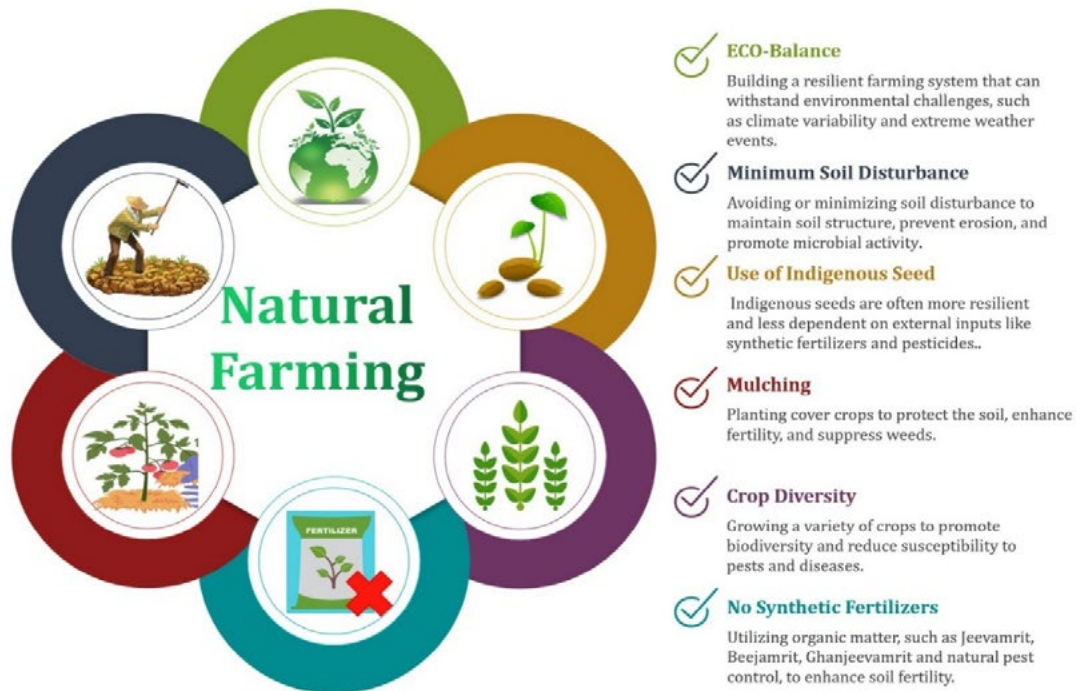 Natural
Farming
FERTILIZER
1
ECO-Balance
Building a resilient farming system that can
withstand environmental challenges, such
as climate variability and extreme weather
events.
Minimum Soil Disturbance
Avoiding or minimizing soil disturbance to
maintain soil structure, prevent erosion, and
promote microbial activity.
Use of Indigenous Seed
Indigenous seeds are often more resilient
and less dependent on external inputs like
synthetic fertilizers and pesticides..
Mulching
Planting cover crops to protect the soil, enhance
fertility, and suppress weeds.
Crop Diversity
Growing a variety of crops to promote
biodiversity and reduce susceptibility to
pests and diseases.
No Synthetic Fertilizers
Utilizing organic matter, such as Jeevamrit,
Beejamrit, Ghanjeevamrit and natural pest
control, to enhance soil fertility.